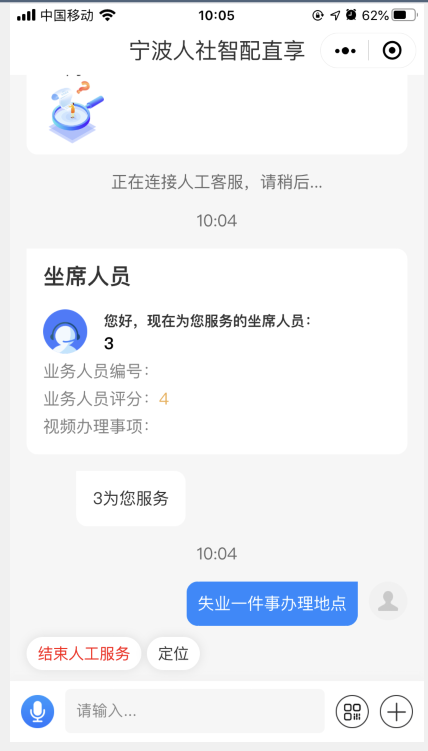 中国移动 10:05 62%
宁波人社智配直享
正在连接人工客服，请稍后...
10:04
坐席人员
您好，现在为您服务的坐席人员：
3
业务人员编号：
业务人员评分：4
视频办理事项：
3为您服务
10:04
失业一件事办理地点
结束人工服务 定位
请输入...